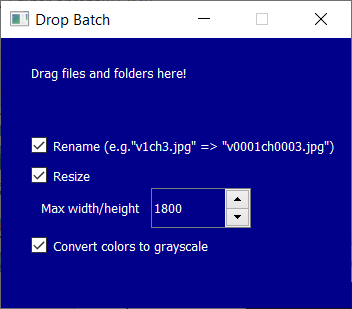 Drop Batch
Drag files and folders here!
Rename (e.g."v1ch3.jpg" => "v0001ch0003.jpg")
Resize
Max width/height 1800
Convert colors to grayscale